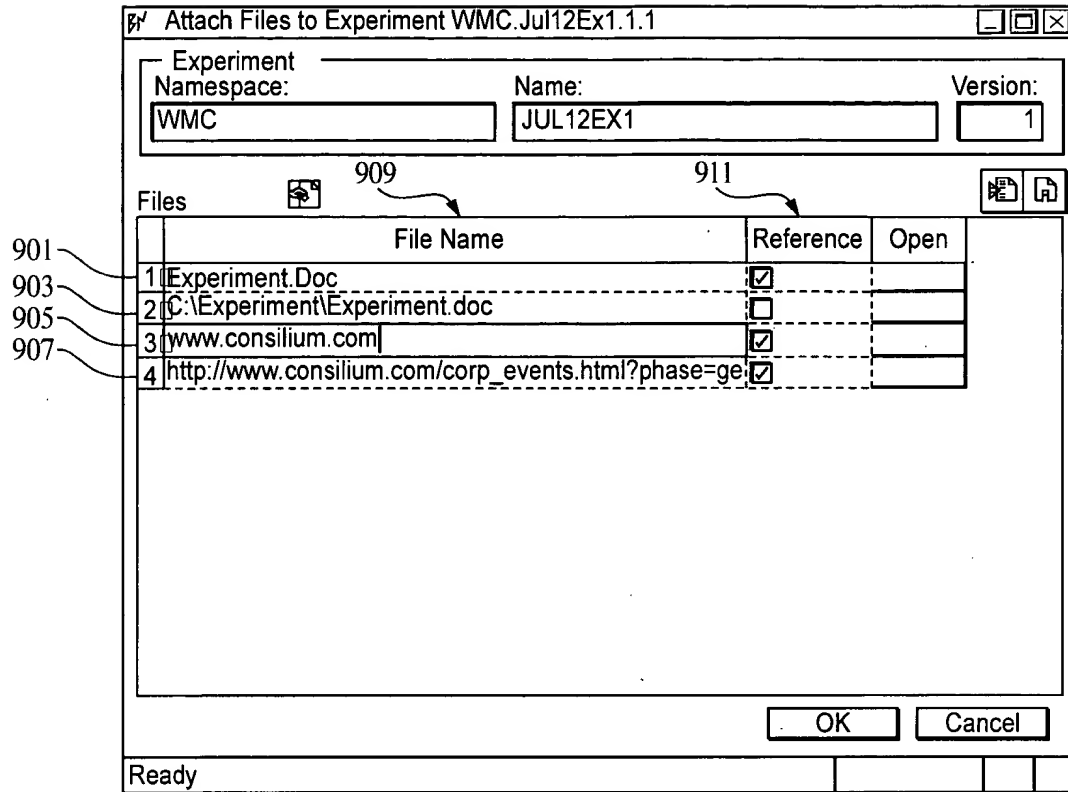 Attach Files to Experiment WMC.Jul12Ex1.1.1
Experiment
Namespace: Name: Version:
WMC JUL12EX1 1
909 911
Files
File Name Reference Open
901 1 Experiment.Doc
903 2 C:\Experiment\Experiment.doc
905 3 www.consilium.com
907 4 http://www.consilium.com/corp_events.html?phase=ge
OK Cancel
Ready